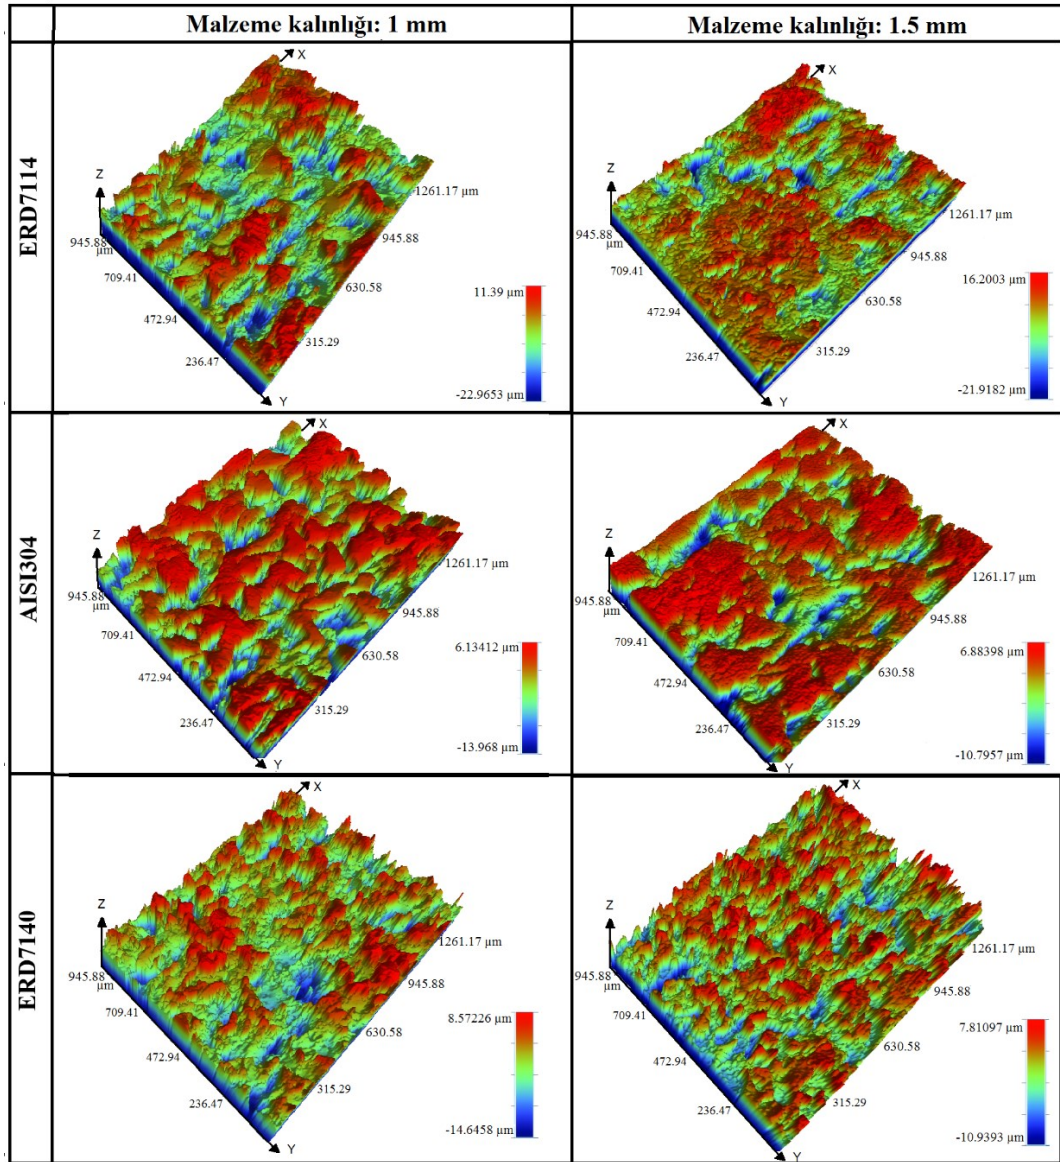 Malzeme kalınlığı: 1 mm
Malzeme kalınlığı: 1.5 mm
ERD7114
X
Z
945.88
µm
709.41
472.94
236.47
Y
315.29
630.58
945.88
1261.17 µm
11.39 µm
-22.9653 µm
X
Z
945.88
µm
709.41
472.94
236.47
Y
315.29
630.58
945.88
1261.17 µm
16.2003 µm
-21.9182 µm
AISI304
X
Z
945.88
µm
709.41
472.94
236.47
Y
315.29
630.58
945.88
1261.17 µm
6.13412 µm
-13.968 µm
X
Z
945.88
µm
709.41
472.94
236.47
Y
315.29
630.58
945.88
1261.17 µm
6.88398 µm
-10.7957 µm
ERD7140
X
Z
945.88
µm
709.41
472.94
236.47
Y
315.29
630.58
945.88
1261.17 µm
8.57226 µm
-14.6458 µm
X
Z
945.88
µm
709.41
472.94
236.47
Y
315.29
630.58
945.88
1261.17 µm
7.81097 µm
-10.9393 µm